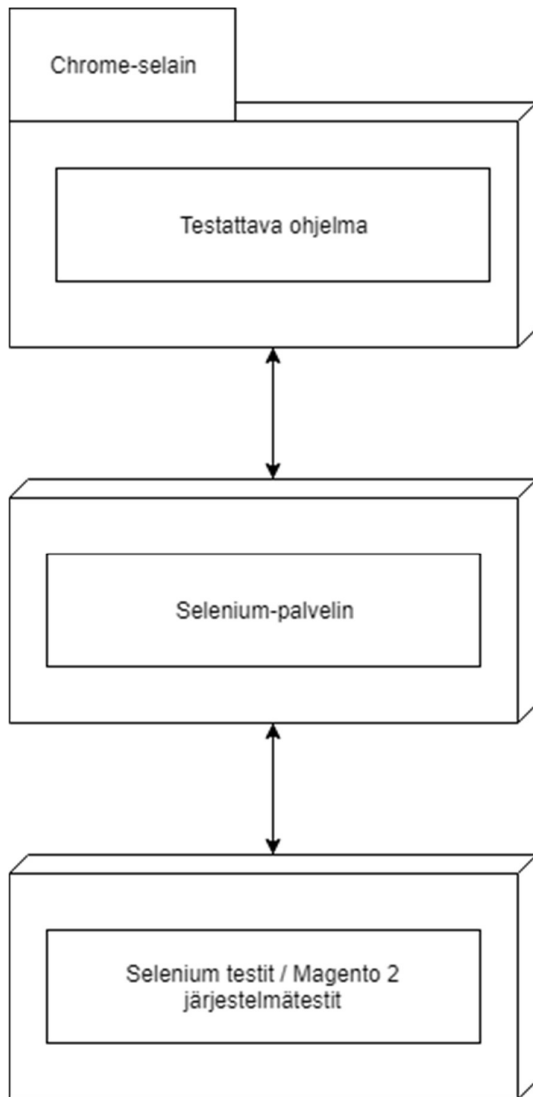 Chrome-selain
Testattava ohjelma
Selenium-palvelin
Selenium testit / Magento 2
järjestelmätestit